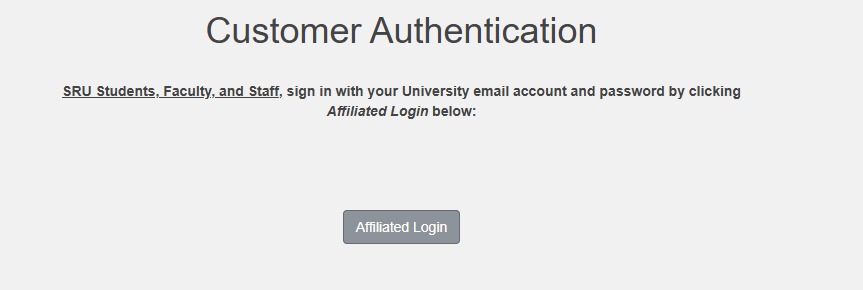 Customer Authentication
SRU Students, Faculty, and Staff, sign in with your University email account and password by clicking
Affiliated Login below:
Affiliated Login